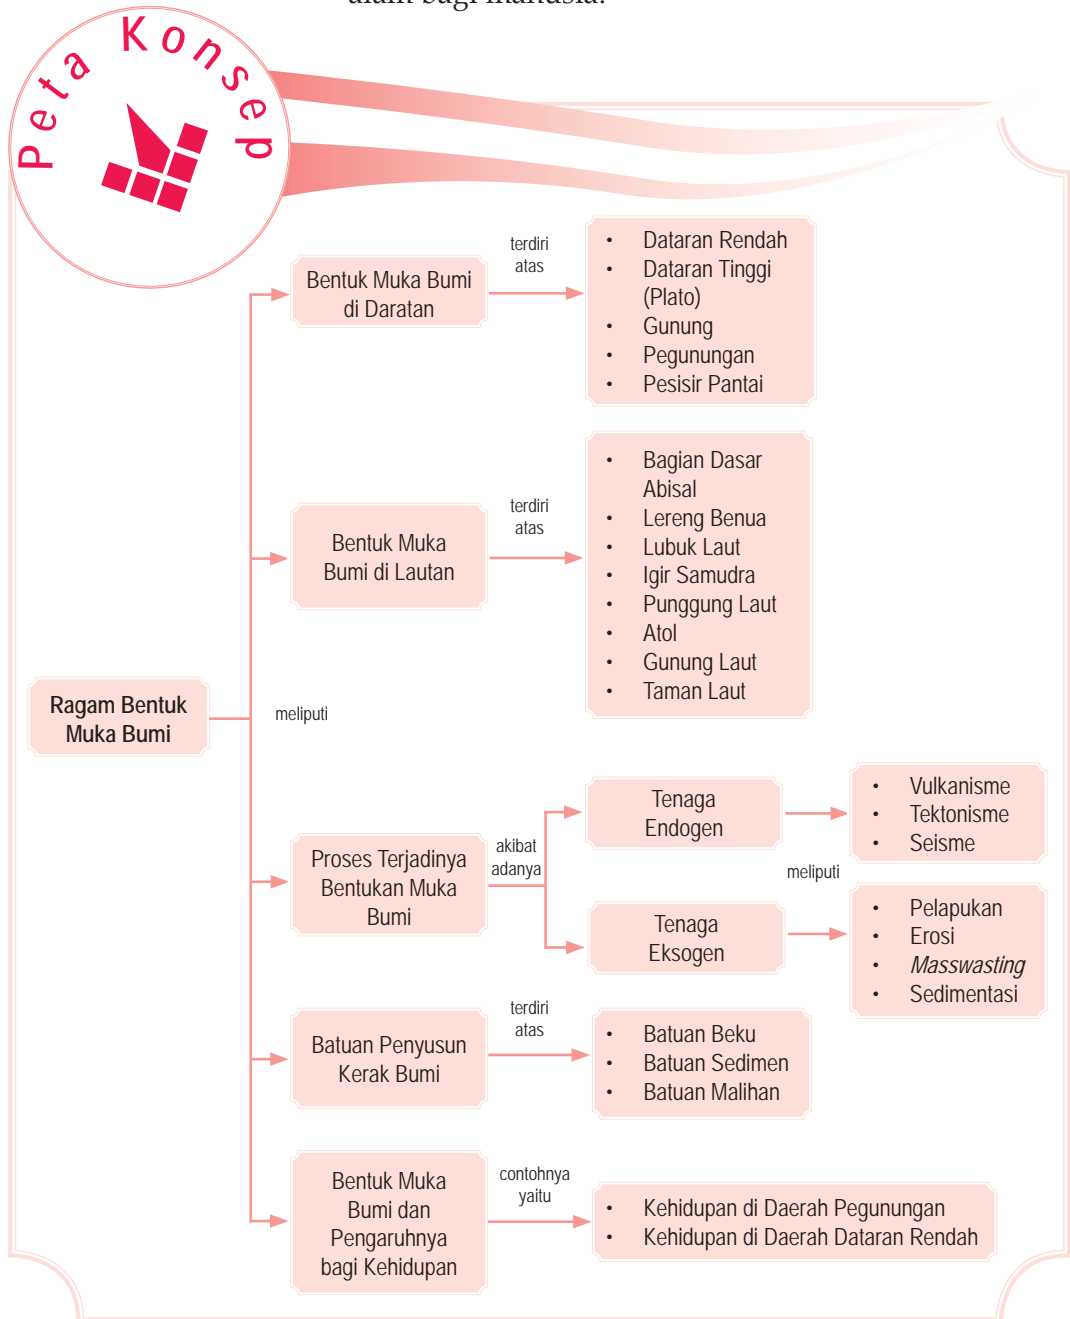 alam bagi manusia.
Peta Konsep
Ragam Bentuk
Muka Bumi
meliputi
Bentuk Muka Bumi
di Daratan
terdiri
atas
• Dataran Rendah
• Dataran Tinggi
(Plato)
• Gunung
• Pegunungan
• Pesisir Pantai
Bentuk Muka
Bumi di Lautan
terdiri
atas
• Bagian Dasar
Abisal
• Lereng Benua
• Lubuk Laut
• Igir Samudra
• Punggung Laut
• Atol
• Gunung Laut
• Taman Laut
Proses Terjadinya
Bentukan Muka
Bumi
akibat
adanya
Tenaga
Endogen
Tenaga
Eksogen
meliputi
• Vulkanisme
• Tektonisme
• Seisme
• Pelapukan
• Erosi
• Masswasting
• Sedimentasi
Batuan Penyusun
Kerak Bumi
terdiri
atas
• Batuan Beku
• Batuan Sedimen
• Batuan Malihan
Bentuk Muka
Bumi dan
Pengaruhnya
bagi Kehidupan
contohnya
yaitu
• Kehidupan di Daerah Pegunungan
• Kehidupan di Daerah Dataran Rendah